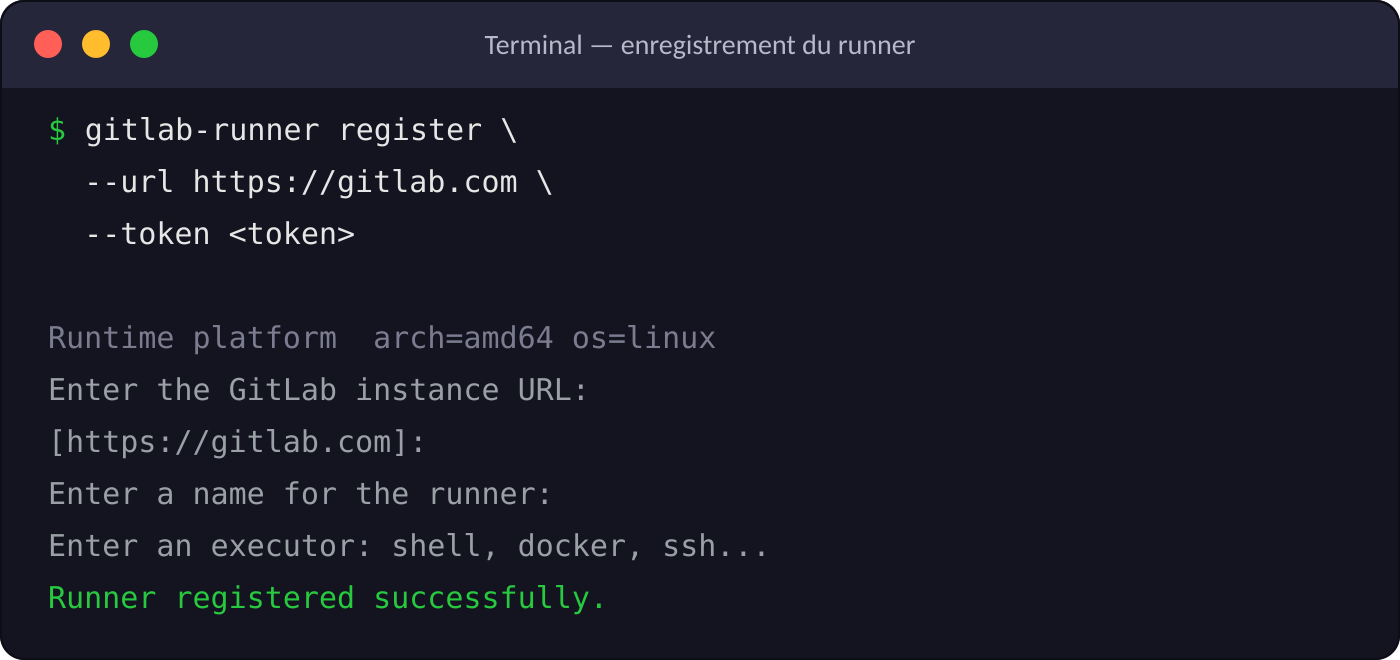 Terminal — enregistrement du runner
$ gitlab-runner register \
--url https://gitlab.com \
--token <token>
Runtime platform  arch=amd64 os=linux
Enter the GitLab instance URL:
[https://gitlab.com]:
Enter a name for the runner:
Enter an executor: shell, docker, ssh...
Runner registered successfully.